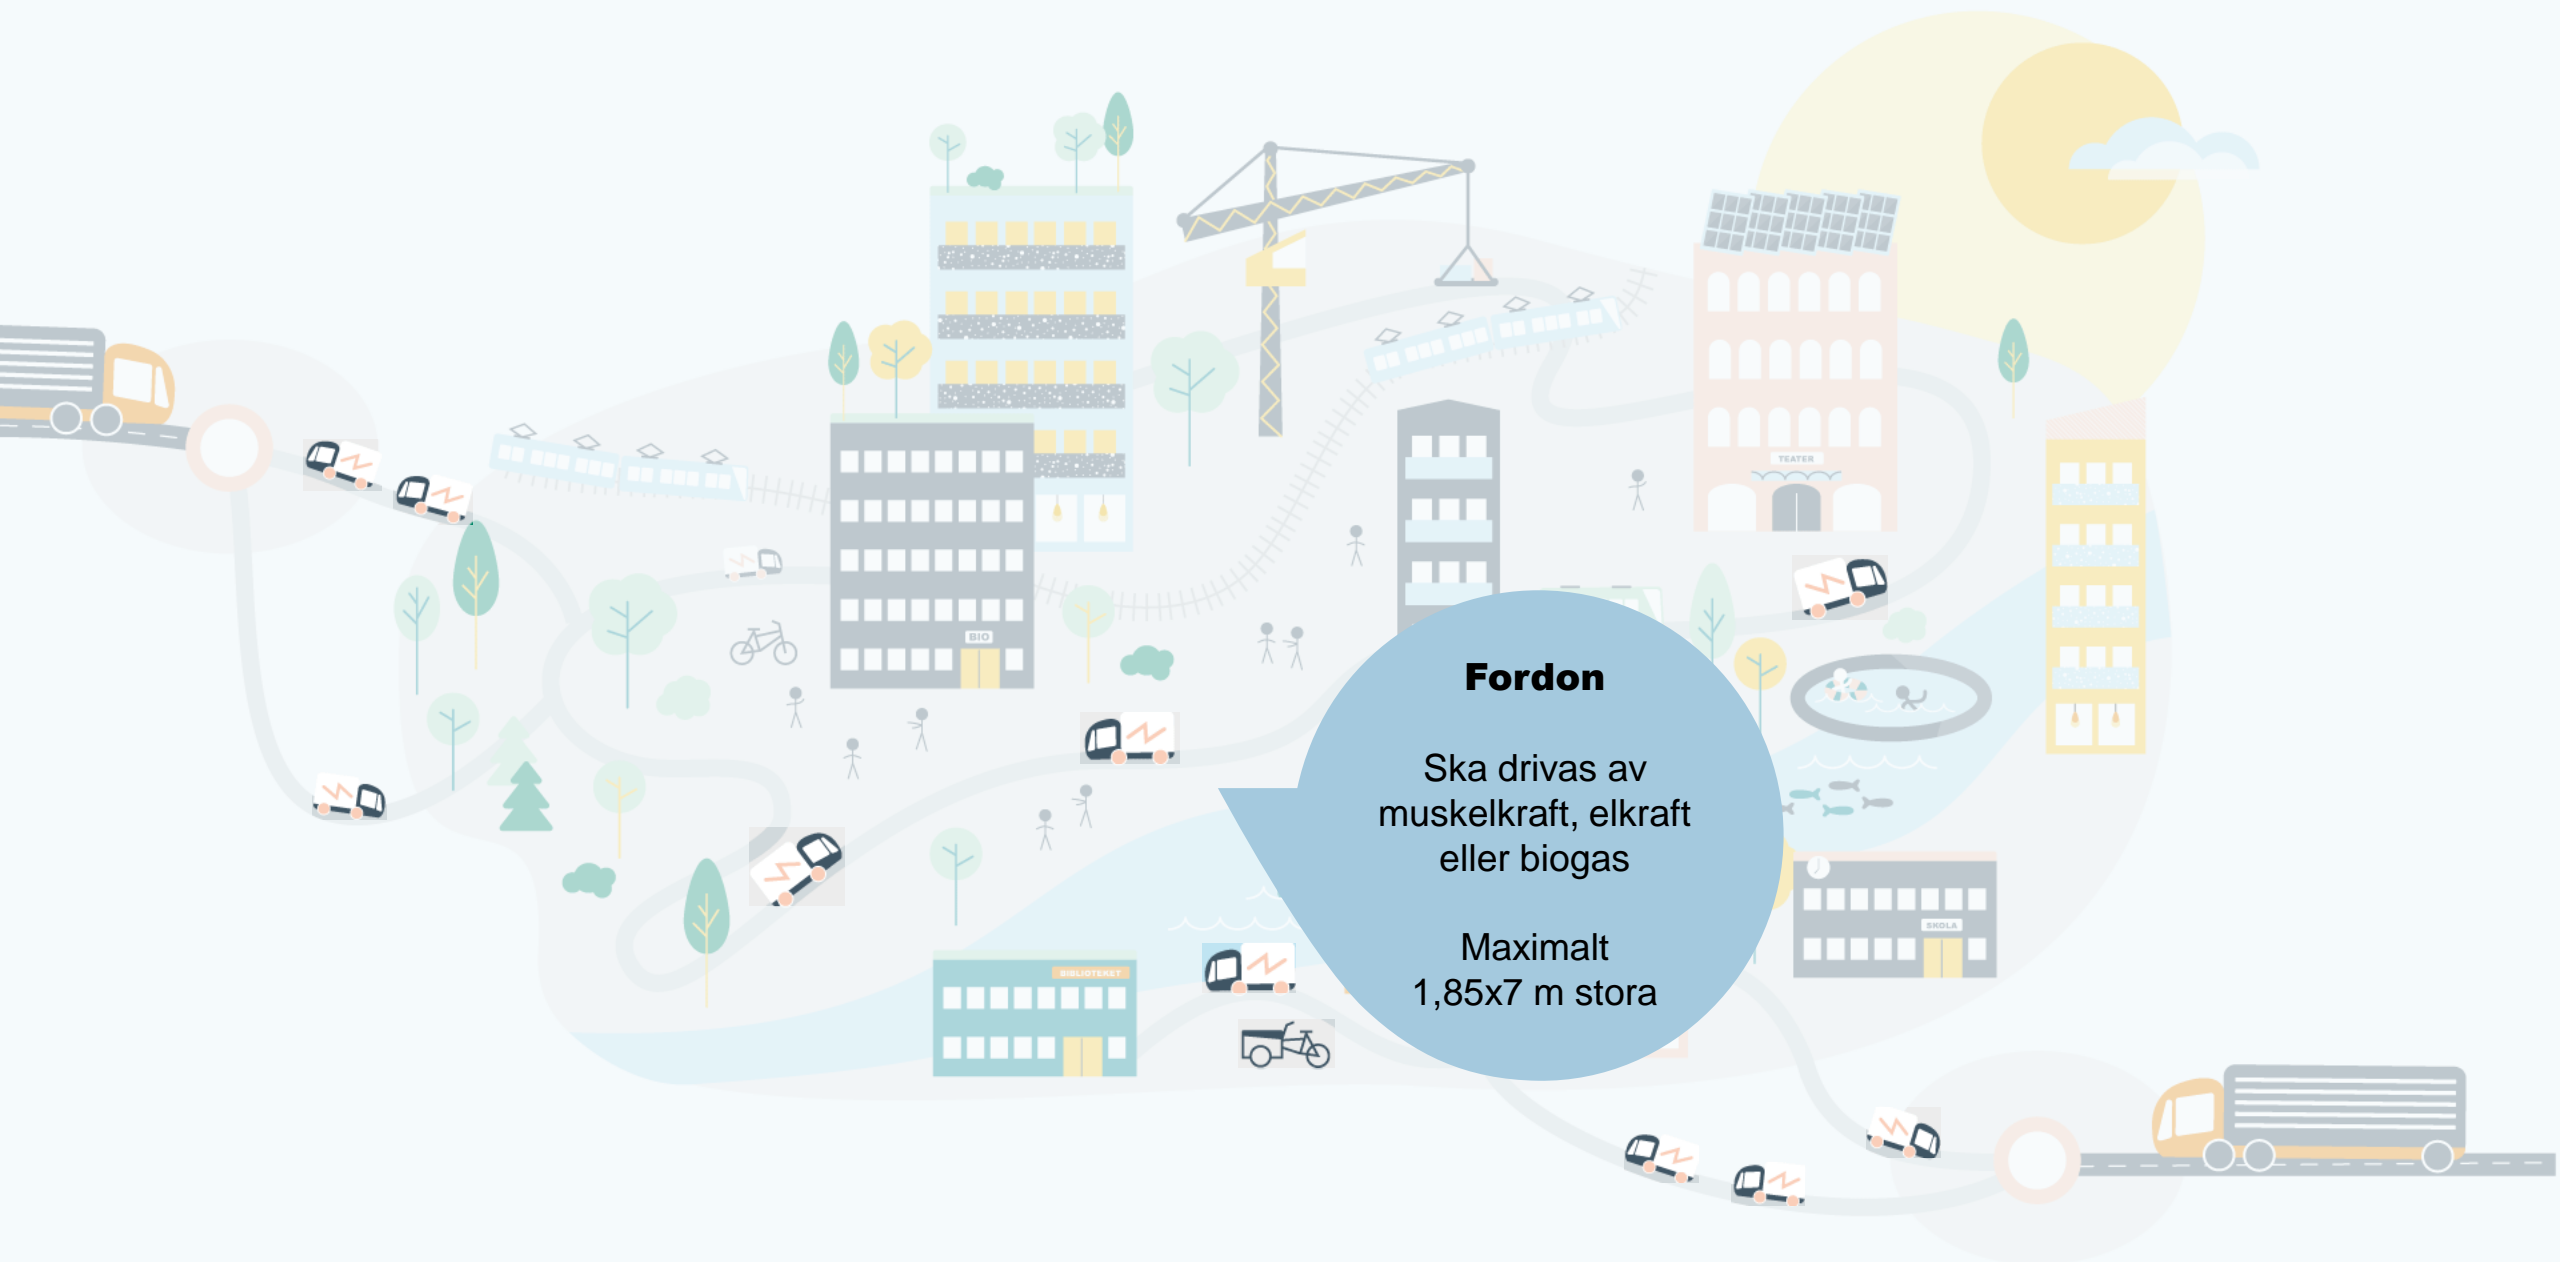 TEATER
BIO
Fordon
Ska drivas av
muskelkraft, elkraft
eller biogas
Maximalt
1,85x7 m stora
SKOLA
BIBLIOTEKET